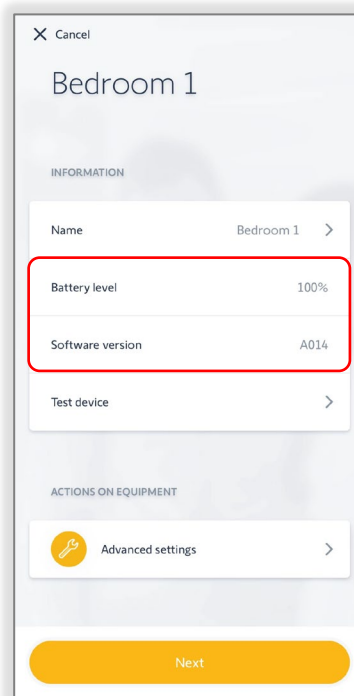 Cancel
Bedroom 1
INFORMATION
Name Bedroom 1
Battery level 100%
Software version A014
Test device
ACTIONS ON EQUIPMENT
Advanced settings
Next